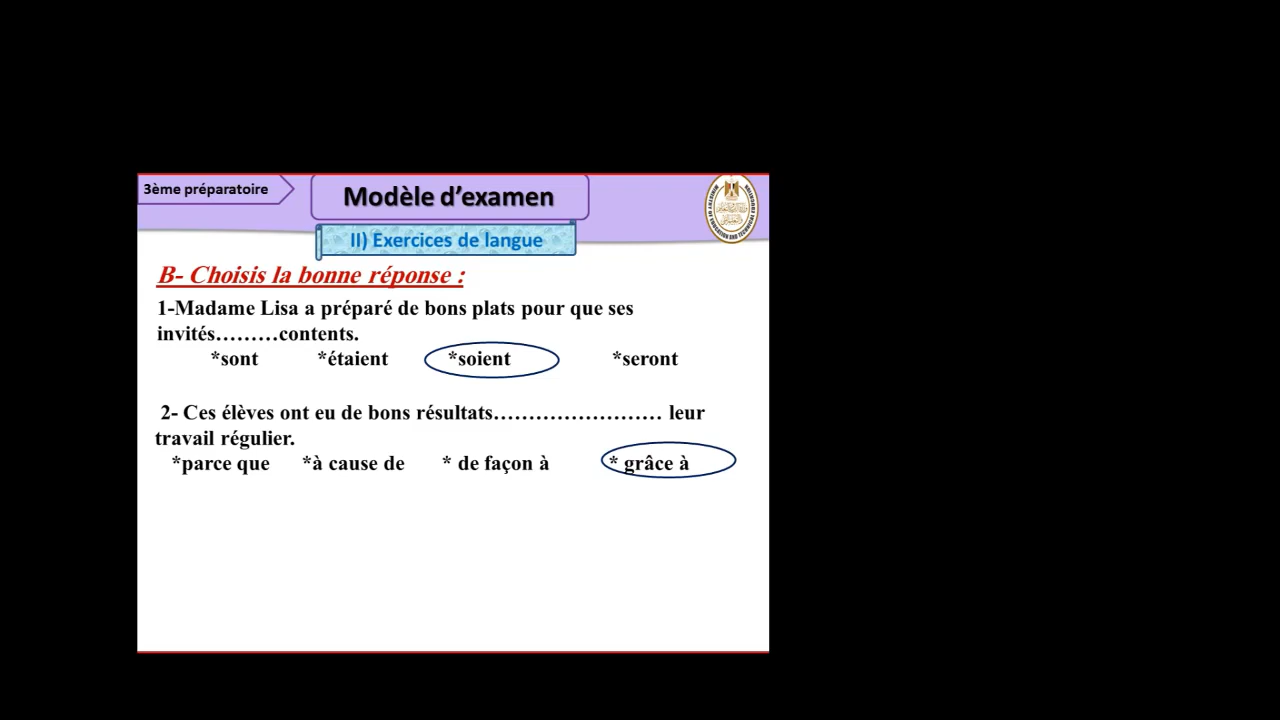 3ème préparatoire
Modèle d’examen
II) Exercices de langue
B- Choisis la bonne réponse :
1-Madame Lisa a préparé de bons plats pour que ses
invités………contents.
*sont *étaient *soient *seront
2- Ces élèves ont eu de bons résultats…………………… leur
travail régulier.
*parce que *à cause de * de façon à * grâce à